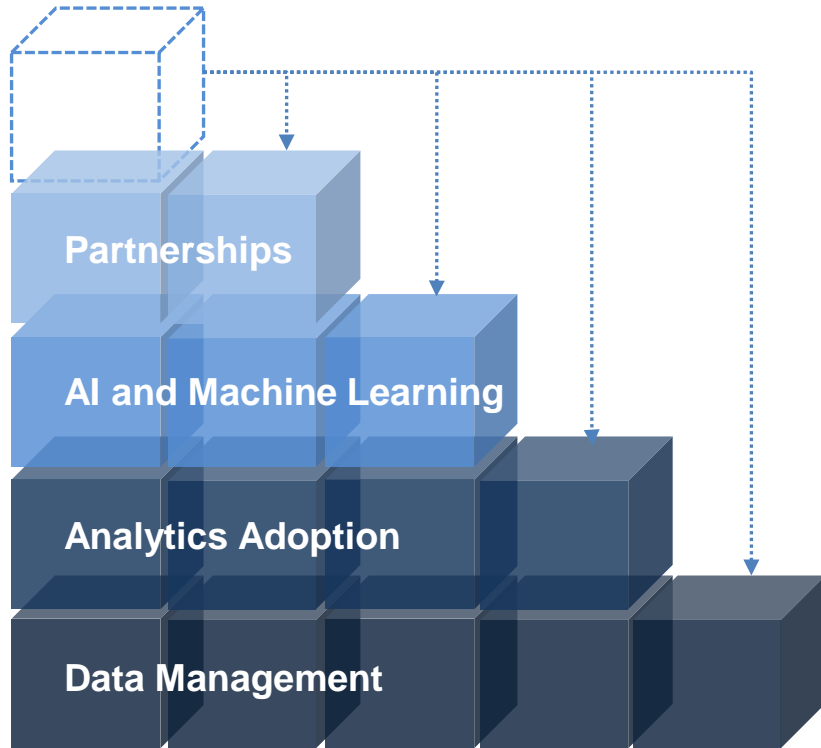 Partnerships
AI and Machine Learning
Analytics Adoption
Data Management